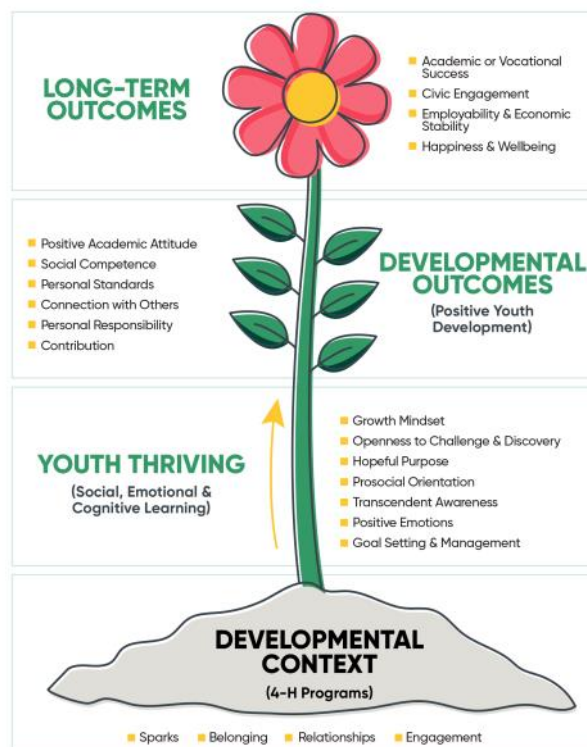 LONG-TERM
OUTCOMES
Academic or Vocational
Success
Civic Engagement
Employability & Economic
Stability
Happiness & Wellbeing
Positive Academic Attitude
Social Competence
Personal Standards
Connection with Others
Personal Responsibility
Contribution
DEVELOPMENTAL
OUTCOMES
(Positive Youth
Development)
YOUTH THRIVING
(Social, Emotional &
Cognitive Learning)
Growth Mindset
Openness to Challenge & Discovery
Hopeful Purpose
Prosocial Orientation
Transcendent Awareness
Positive Emotions
Goal Setting & Management
DEVELOPMENTAL
CONTEXT
(4-H Programs)
Sparks Belonging Relationships Engagement